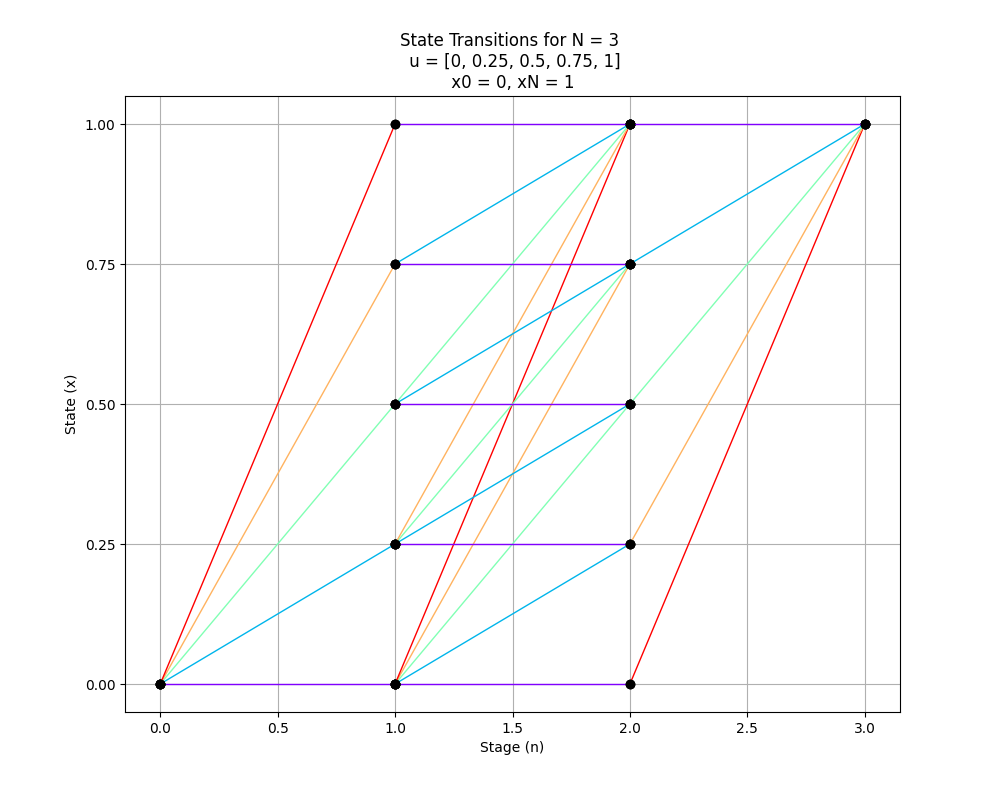 State Transitions for N = 3
u = [0, 0.25, 0.5, 0.75, 1]
x0 = 0, xN = 1
1.00
0.75
0.50
0.25
0.00
State (x)
0.0 0.5 1.0 1.5 2.0 2.5 3.0
Stage (n)